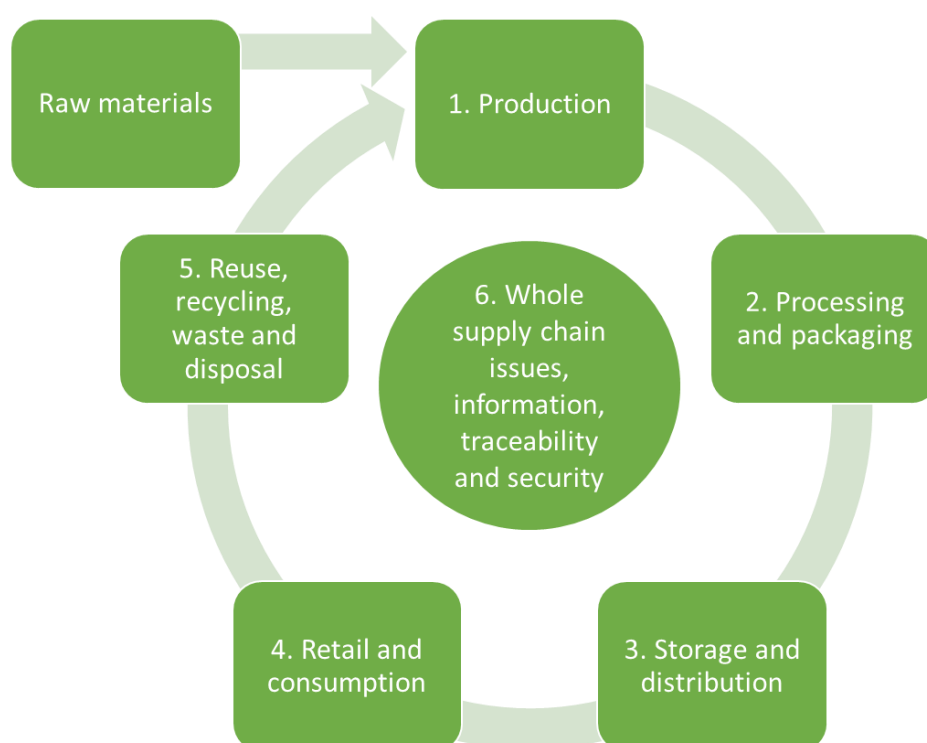 Raw materials
1. Production
2. Processing
and packaging
3. Storage and
distribution
4. Retail and
consumption
5. Reuse,
recycling,
waste and
disposal
6. Whole
supply chain
issues,
information,
traceability
and security